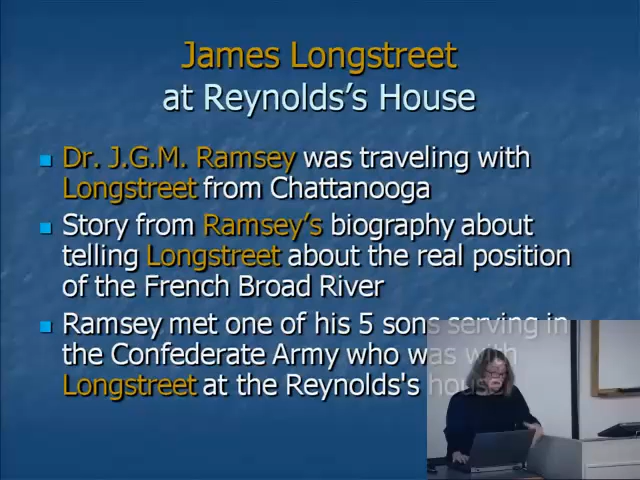 James Longstreet
at Reynolds’s House
Dr. J.G.M. Ramsey was traveling with
Longstreet from Chattanooga
Story from Ramsey’s biography about
telling Longstreet about the real position
of the French Broad River
Ramsey met one of his 5 sons serving in
the Confederate Army who was with
Longstreet at the Reynolds's house